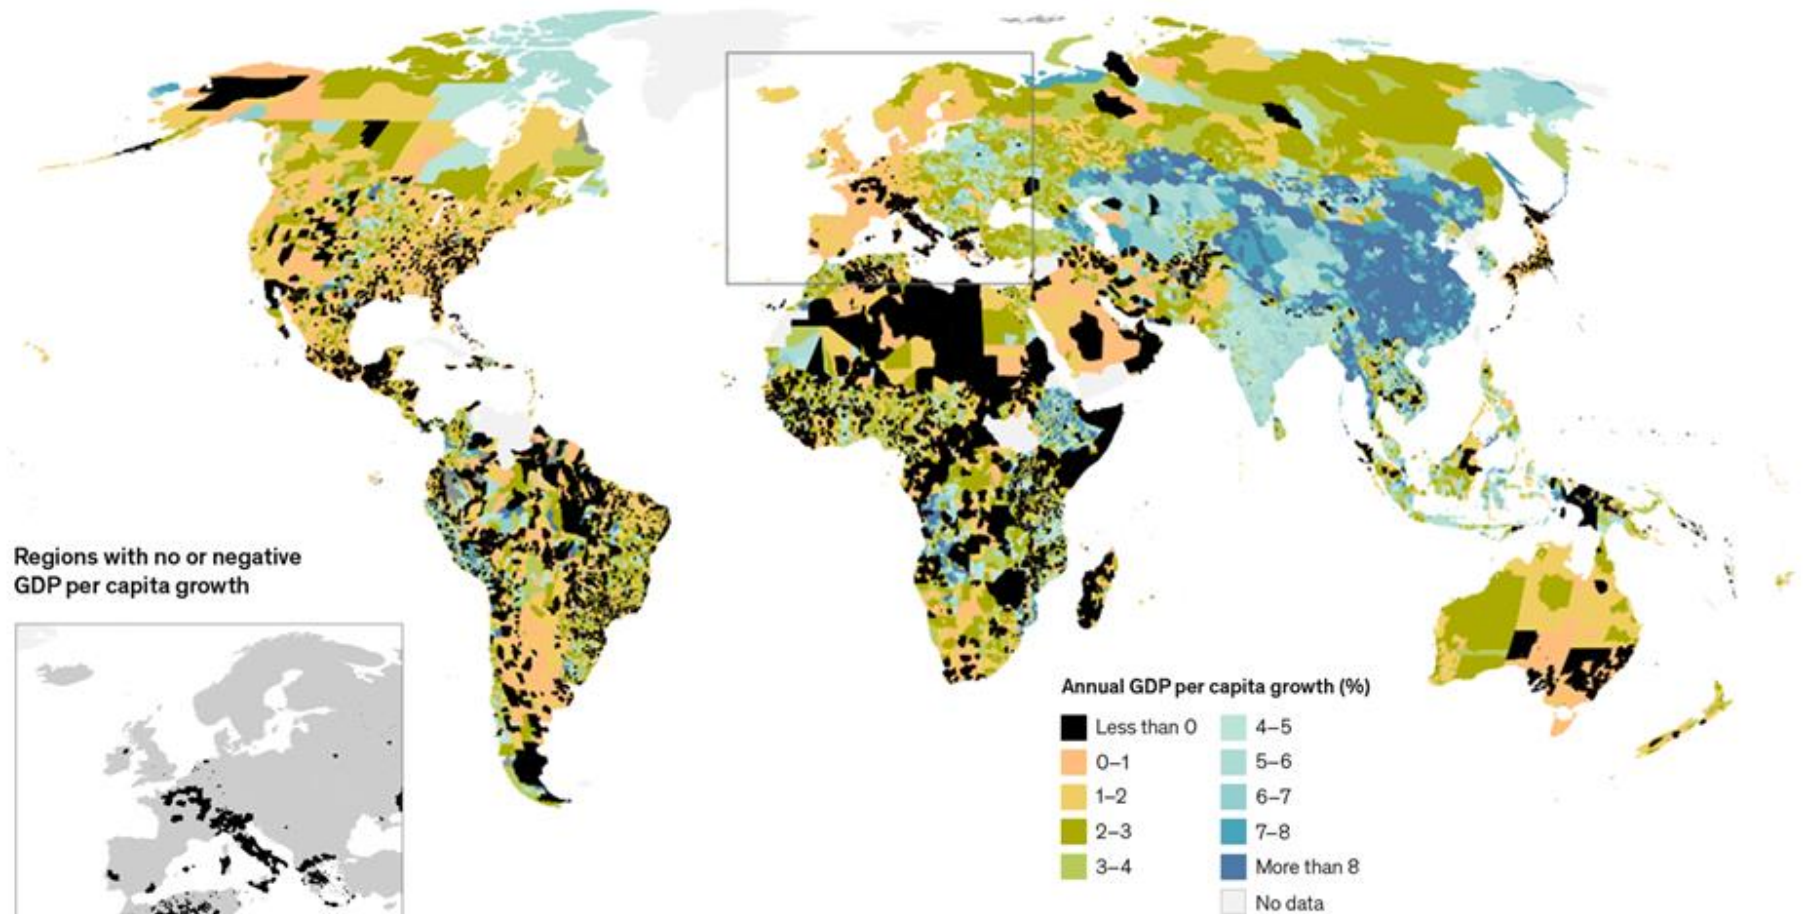 Regions with no or negative
GDP per capita growth
Annual GDP per capita growth (%)
Less than 0
0–1
1–2
2–3
3–4
4–5
5–6
6–7
7–8
More than 8
No data